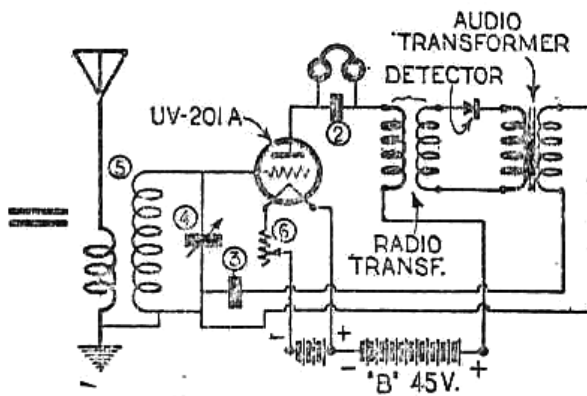 AUDIO
TRANSFORMER
DETECTOR
UV-201A
2
5
4
6
3
RADIO
TRANSF.
- + - +
"B" 45V.